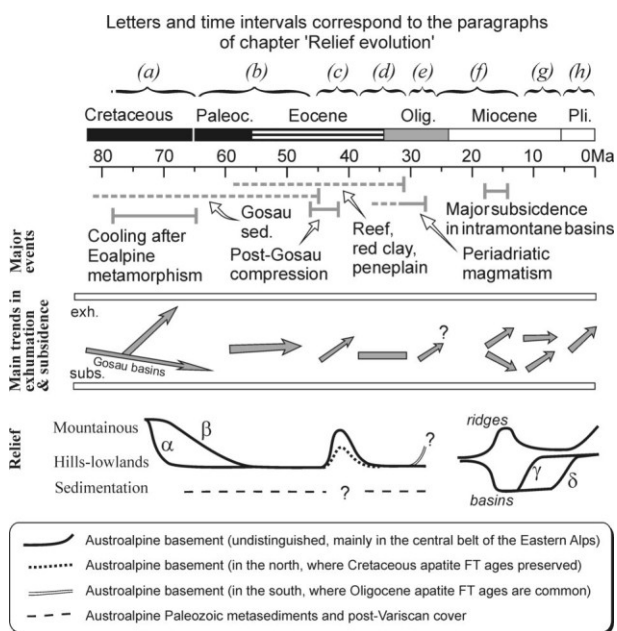 Letters and time intervals correspond to the paragraphs
of chapter 'Relief evolution'
(a) (b) (c) (d) (e) (f) (g) (h)
Cretaceous Paleoc. Eocene Olig. Miocene Pli.
80 70 60 50 40 30 20 10 0Ma
Major
events
Cooling after
Eoalpine
metamorphism
Gosau
sed.
Post-Gosau
compression
Reef,
red clay,
peneplain
Major subsicdence
in intramontane basins
Periadriatic
magmatism
Main trends in
exhumation
& subsidence
exh.
Gosau basins
subs.
?
Relief
Mountainous
Hills-lowlands
Sedimentation
α β
?
?
ridges
γ δ
basins
Austroalpine basement (undistinguished, mainly in the central belt of the Eastern Alps)
Austroalpine basement (in the north, where Cretaceous apatite FT ages preserved)
Austroalpine basement (in the south, where Oligocene apatite FT ages are common)
Austroalpine Paleozoic metasediments and post-Variscan cover